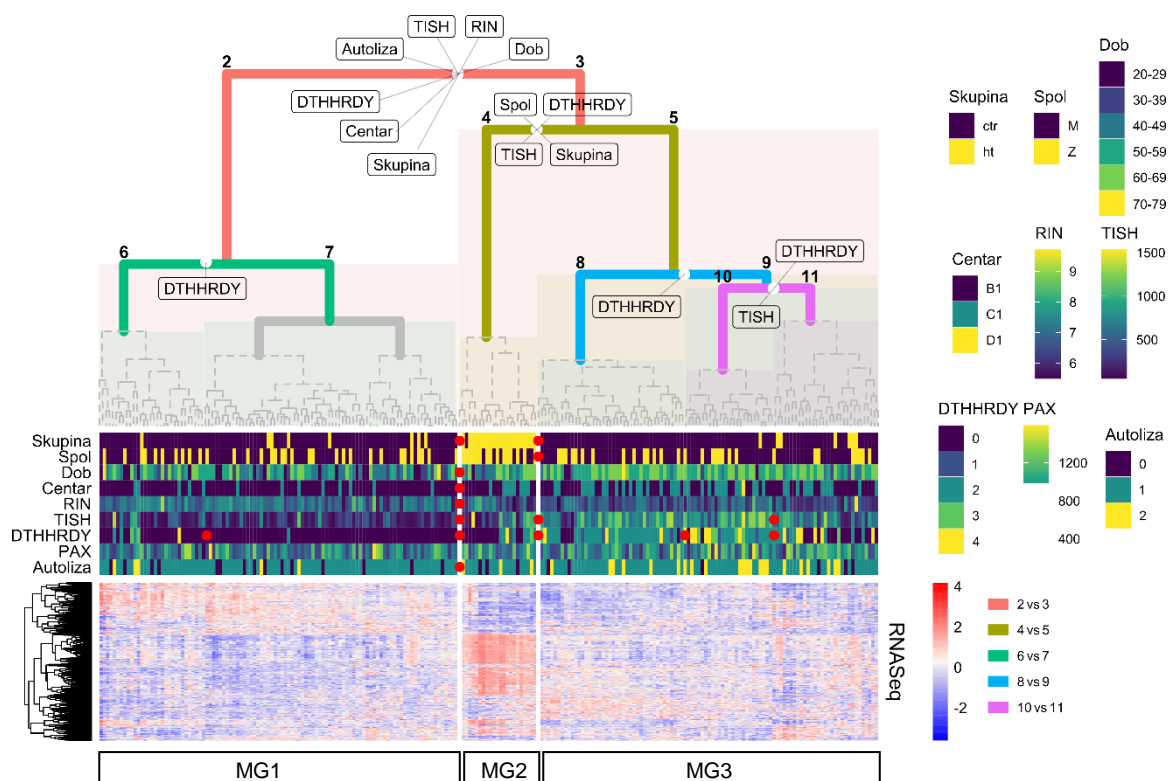 TISH RIN
Autoliza Dob
2 3
DTHHRDY
Centar
Skupina
Spol DTHHRDY
4 5
TISH Skupina
6 7
DTHHRDY
8 9
DTHHRDY
10 11
DTHHRDY
TISH
Skupina
Spol
Dob
Centar
RIN
TISH
DTHHRDY
PAX
Autoliza
RNASeq
MG1 MG2 MG3
Skupina
ctr
ht
Spol
M
Z
Dob
20-29
30-39
40-49
50-59
60-69
70-79
Centar
B1
C1
D1
RIN
9
8
7
6
TISH
1500
1000
500
DTHHRDY
0
1
2
3
4
PAX
1200
800
400
Autoliza
0
1
2
4
2
0
-2
2 vs 3
4 vs 5
6 vs 7
8 vs 9
10 vs 11